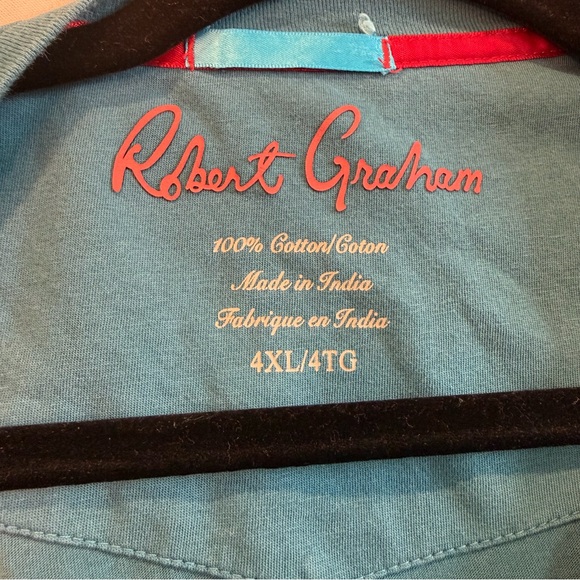 Robert Graham
100% Cotton/Coton
Made in India
Fabrique en India
4XL/4TG